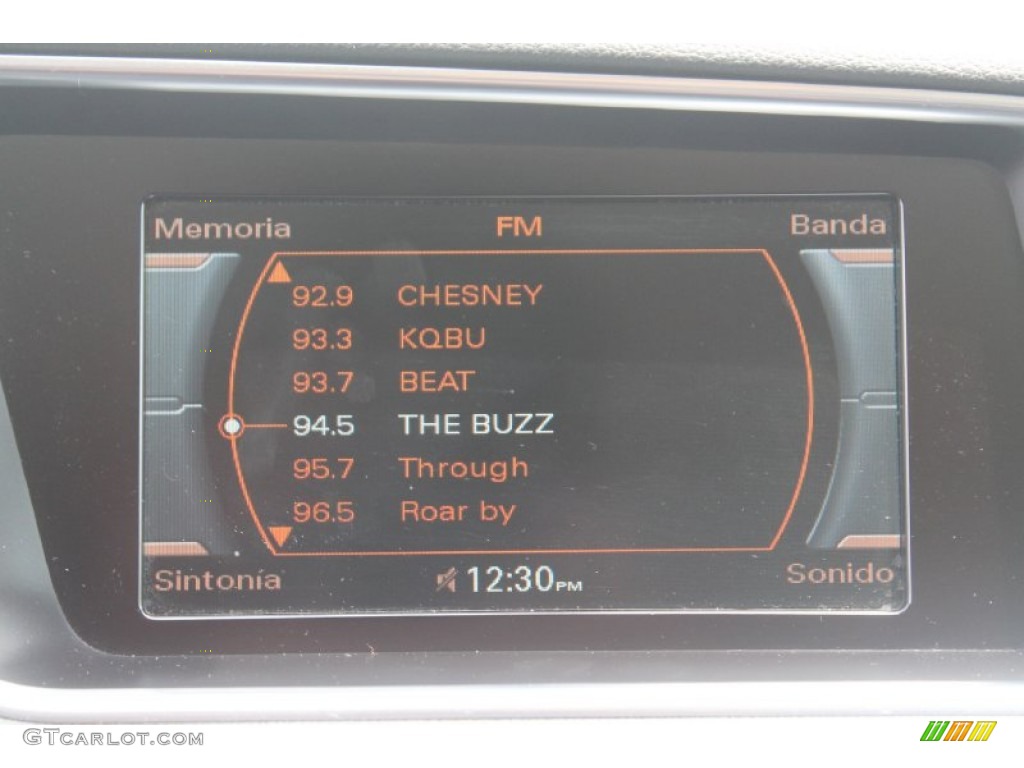 Memoria FM Banda
92.9 CHESNEY
93.3 KQBU
93.7 BEAT
94.5 THE BUZZ
95.7 Through
96.5 Roar by
Sintonía 12:30PM Sonido
GTCARLOT.COM